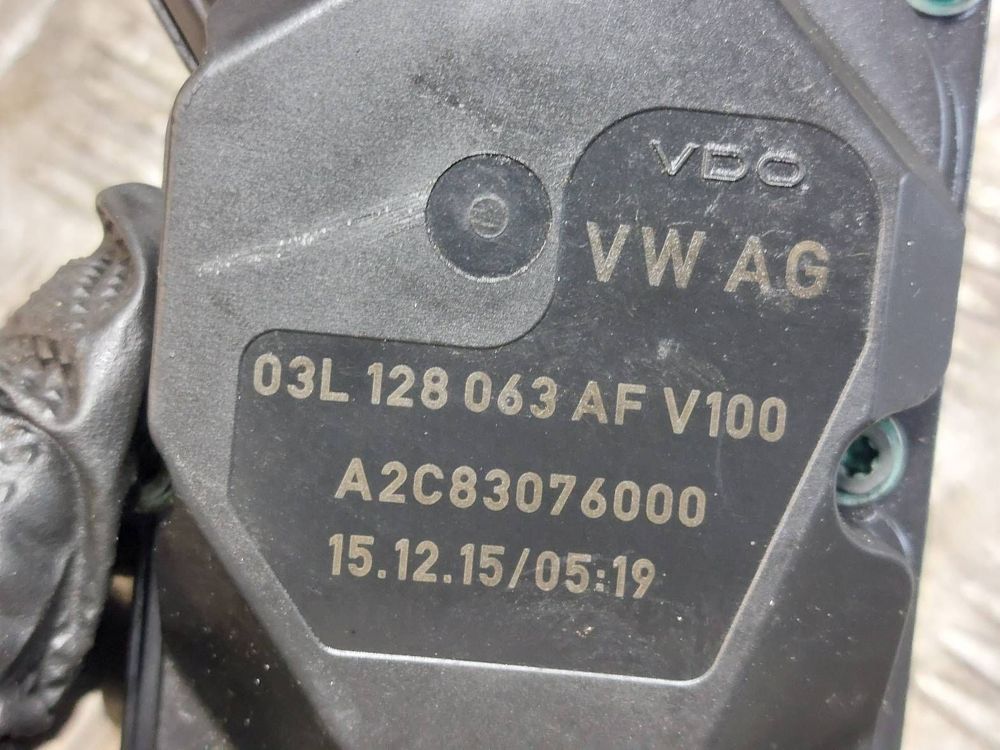 VDO
VW AG
03L 128 063 AF V100
A2C83076000
15.12.15/05:19